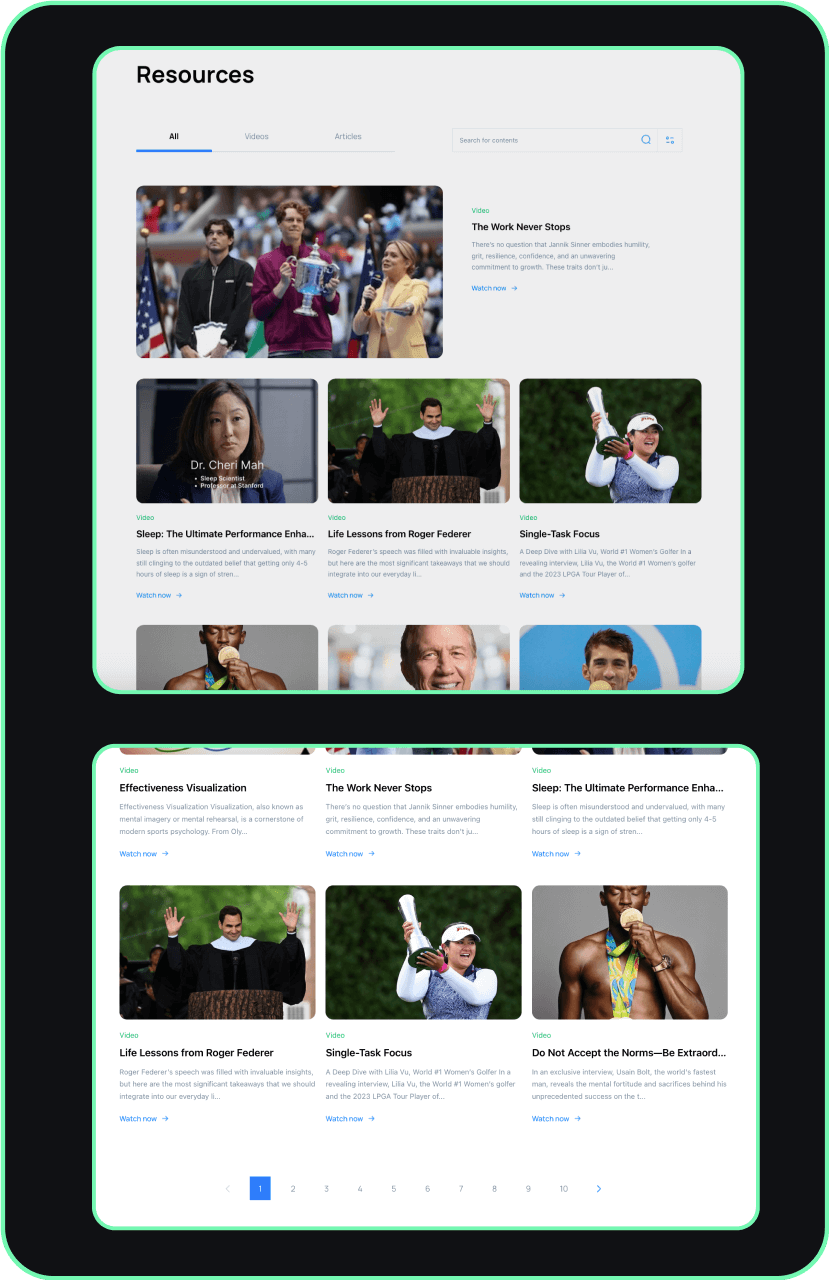 Resources
All
Videos
Articles
Search for contents
Video
The Work Never Stops
There's no question that Jannik Sinner embodies humility,
grit, resilience, confidence, and an unwavering
commitment to growth. These traits don't ju...
Watch now →
Dr. Cheri Mah
• Sleep Scientist
• Professor at Stanford
Video
Sleep: The Ultimate Performance Enha...
Sleep is often misunderstood and undervalued, with many
still clinging to the outdated belief that getting only 4-5
hours of sleep is a sign of stren...
Watch now →
Video
Life Lessons from Roger Federer
Roger Federer's speech was filled with invaluable insights,
but here are the most significant takeaways that we should
integrate into our everyday li...
Watch now →
Video
Single-Task Focus
A Deep Dive with Lilia Vu, World #1 Women's Golfer In a
revealing interview, Lilia Vu, the World #1 Women's golfer
and the 2023 LPGA Tour Player of...
Watch now →
Video
Effectiveness Visualization
Effectiveness Visualization Visualization, also known as
mental imagery or mental rehearsal, is a cornerstone of
modern sports psychology. From Oly...
Watch now →
Video
The Work Never Stops
There's no question that Jannik Sinner embodies humility,
grit, resilience, confidence, and an unwavering
commitment to growth. These traits don't ju...
Watch now →
Video
Sleep: The Ultimate Performance Enha...
Sleep is often misunderstood and undervalued, with many
still clinging to the outdated belief that getting only 4-5
hours of sleep is a sign of stren...
Watch now →
Video
Life Lessons from Roger Federer
Roger Federer's speech was filled with invaluable insights,
but here are the most significant takeaways that we should
integrate into our everyday li...
Watch now →
Video
Single-Task Focus
A Deep Dive with Lilia Vu, World #1 Women's Golfer In a
revealing interview, Lilia Vu, the World #1 Women's golfer
and the 2023 LPGA Tour Player of...
Watch now →
Video
Do Not Accept the Norms—Be Extraord...
In an exclusive interview, Usain Bolt, the world's fastest
man, reveals the mental fortitude and sacrifices behind his
unprecedented success on the t...
Watch now →
< 1 2 3 4 5 6 7 8 9 10 >